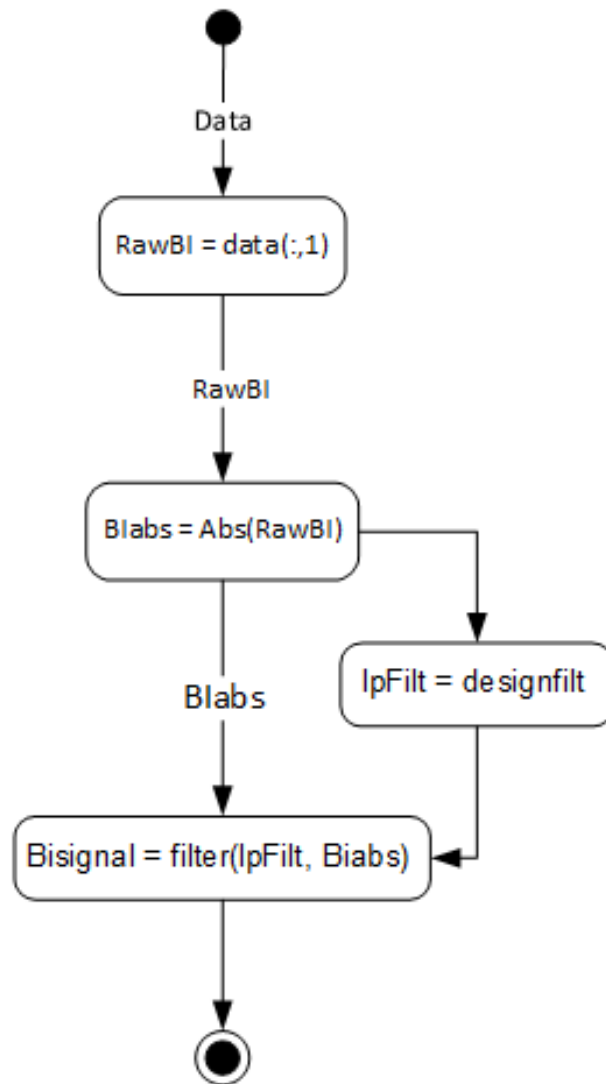 Data
RawBI = data(:,1)
RawBI
BIabs = Abs(RawBI)
BIabs
lpFilt = designfilt
Bisignal = filter(lpFilt, Biabs)